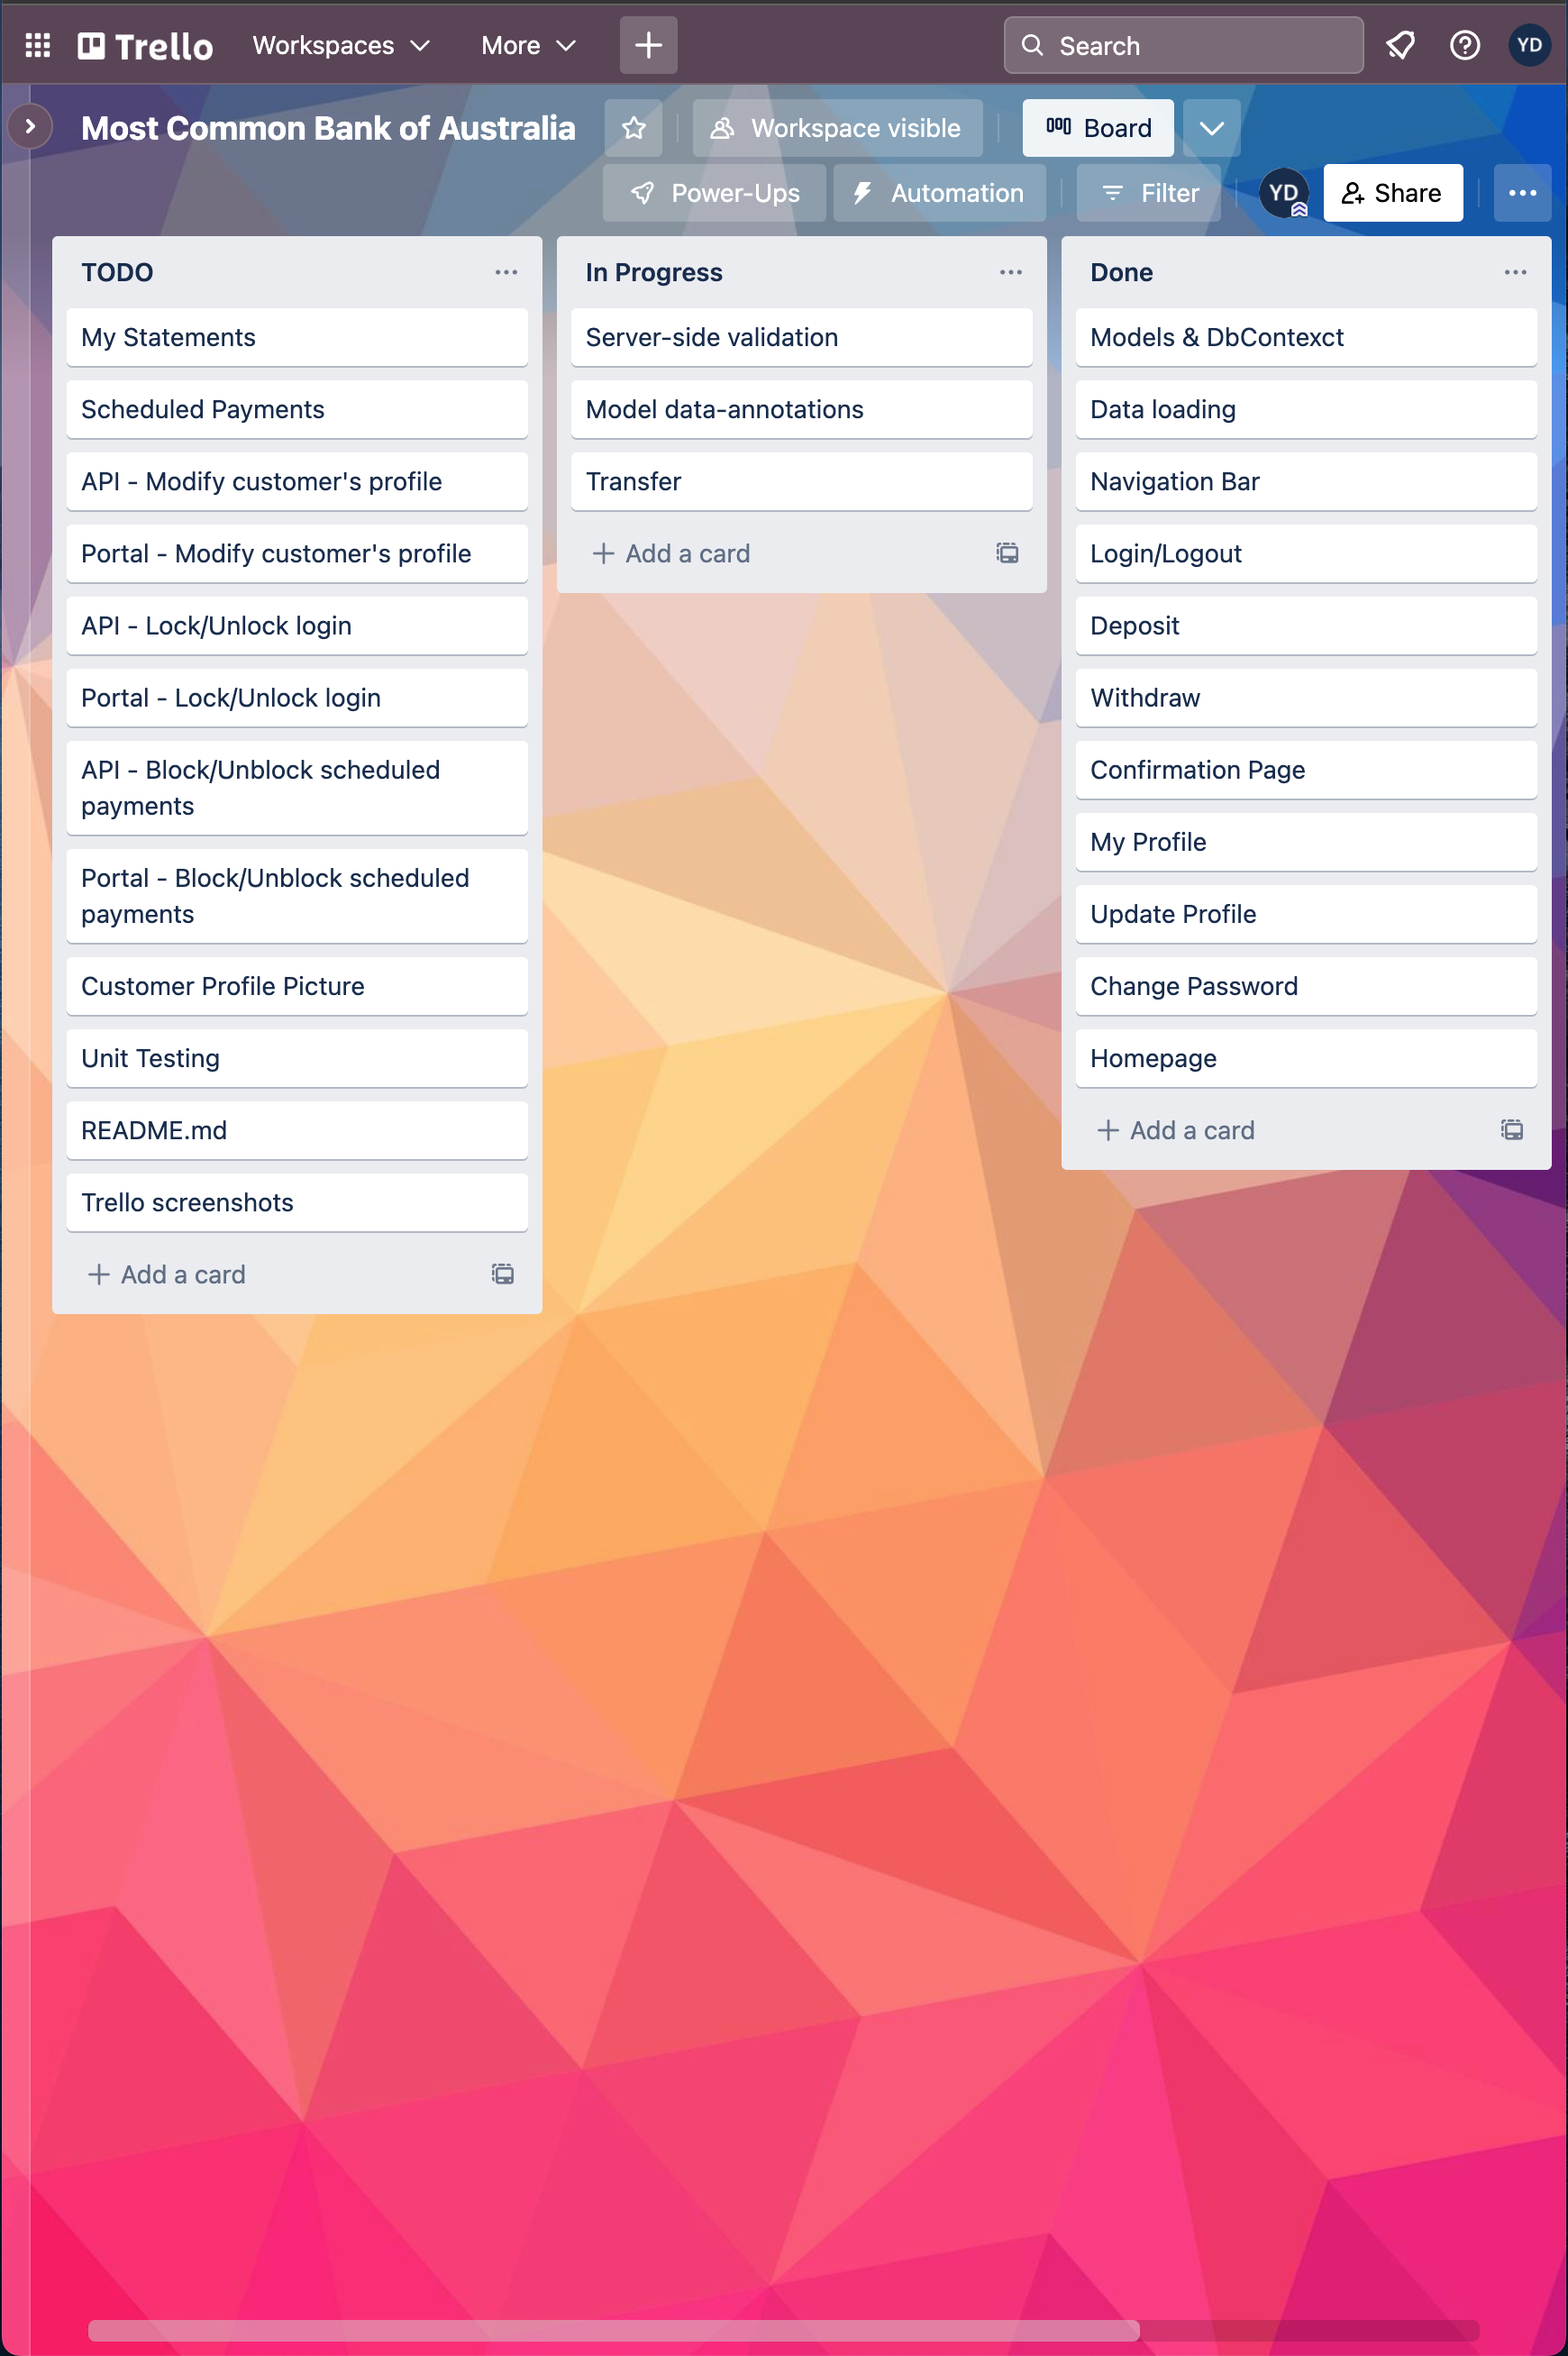 Trello
Workspaces
More
Search
YD
Most Common Bank of Australia
Workspace visible
Board
Power-Ups
Automation
Filter
YD
Share
TODO
My Statements
Scheduled Payments
API - Modify customer's profile
Portal - Modify customer's profile
API - Lock/Unlock login
Portal - Lock/Unlock login
API - Block/Unblock scheduled
payments
Portal - Block/Unblock scheduled
payments
Customer Profile Picture
Unit Testing
README.md
Trello screenshots
Add a card
In Progress
Server-side validation
Model data-annotations
Transfer
Add a card
Done
Models & DbContexct
Data loading
Navigation Bar
Login/Logout
Deposit
Withdraw
Confirmation Page
My Profile
Update Profile
Change Password
Homepage
Add a card